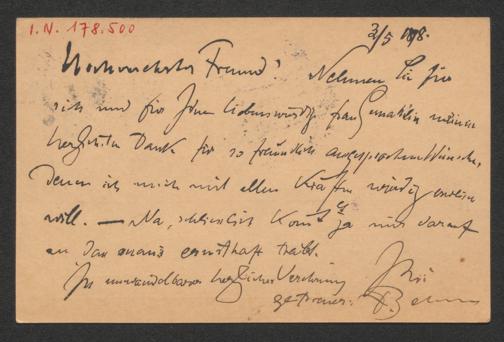 I.N. 178.500
3/5 98.
Hochverehrter Freund! Nehmen Sie für
sich und für Ihre liebenswürdige Frau Gemahlin meinen
herzlichsten Dank für so freundlich ausgesprochene Wünsche,
denen ich mich mit allen Kräften würdig erweisen
will. — Na, schließlich kommt es ja nur darauf
an dass man's ernsthaft treibt.
In unwandelbarer herzlicher Verehrung
Ihr
getreuer